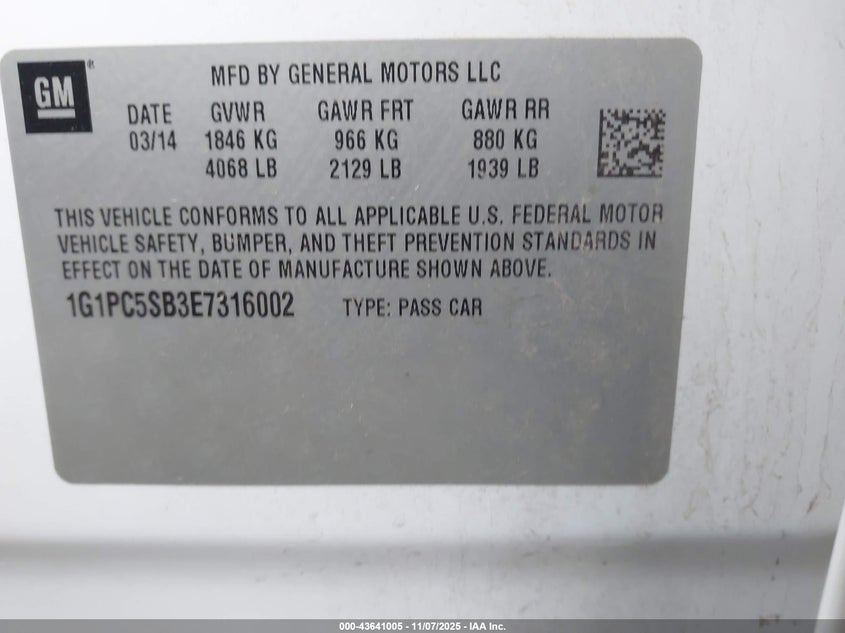 GM
MFD BY GENERAL MOTORS LLC
DATE GVWR GAWR FRT GAWR RR
03/14 1846 KG 966 KG 880 KG
4068 LB 2129 LB 1939 LB
THIS VEHICLE CONFORMS TO ALL APPLICABLE U.S. FEDERAL MOTOR
VEHICLE SAFETY, BUMPER, AND THEFT PREVENTION STANDARDS IN
EFFECT ON THE DATE OF MANUFACTURE SHOWN ABOVE.
1G1PC5SB3E7316002 TYPE: PASS CAR
000-43641005 - 11/07/2025 - IAA Inc.